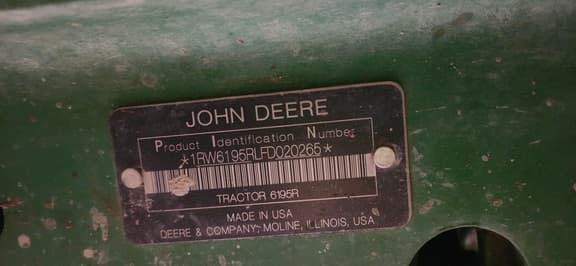 JOHN DEERE
Product Identification Number
*1RW6195RLFD020265*
TRACTOR 6195R
MADE IN USA
DEERE & COMPANY, MOLINE, ILLINOIS, USA